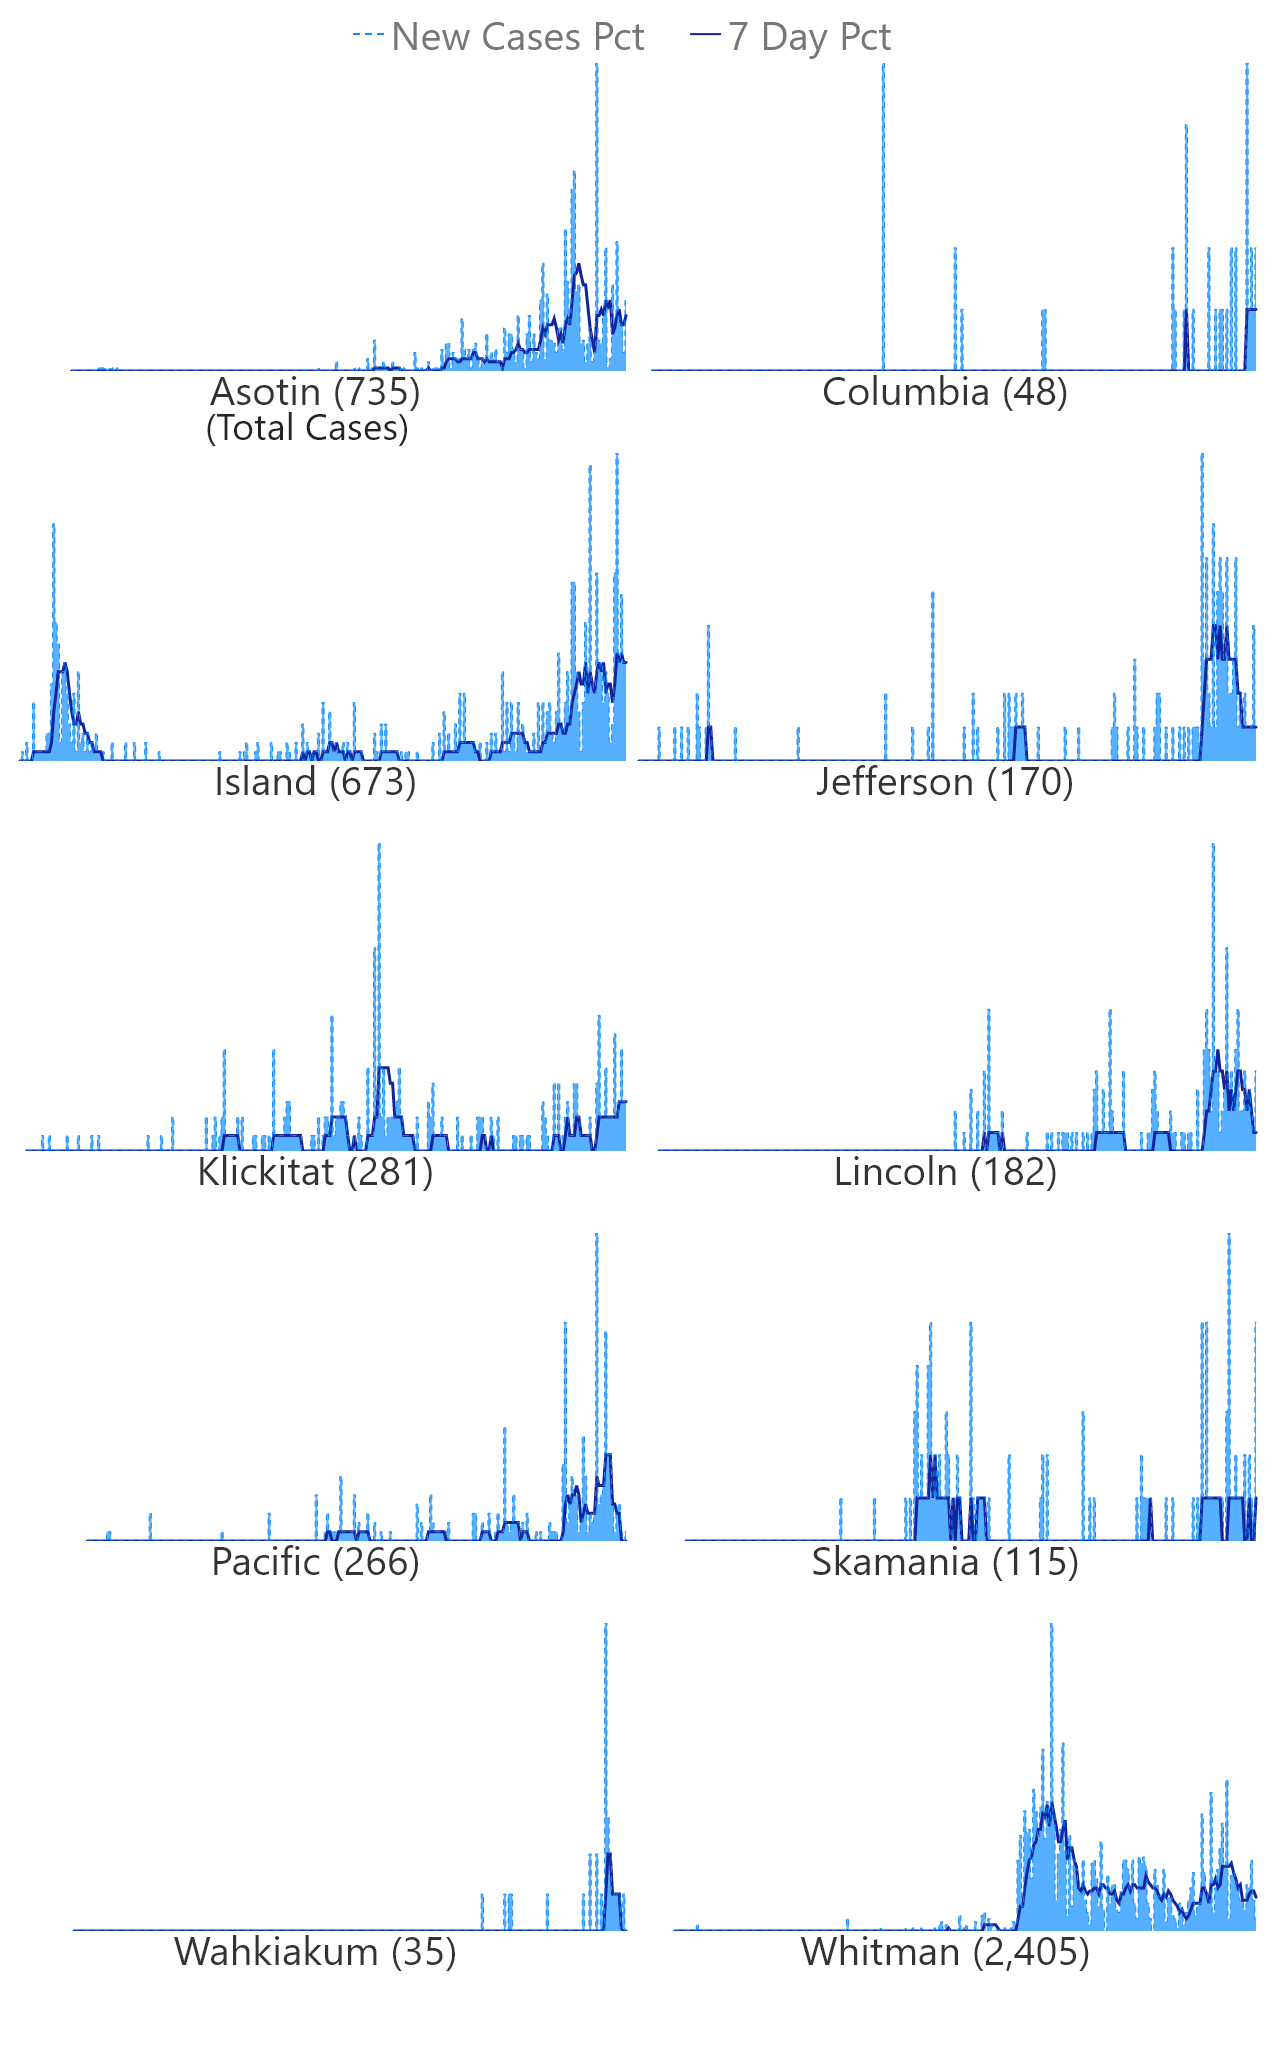 New Cases Pct 7 Day Pct
Asotin (735) Columbia (48)
(Total Cases)
Island (673) Jefferson (170)
Klickitat (281) Lincoln (182)
Pacific (266) Skamania (115)
Wahkiakum (35) Whitman (2,405)